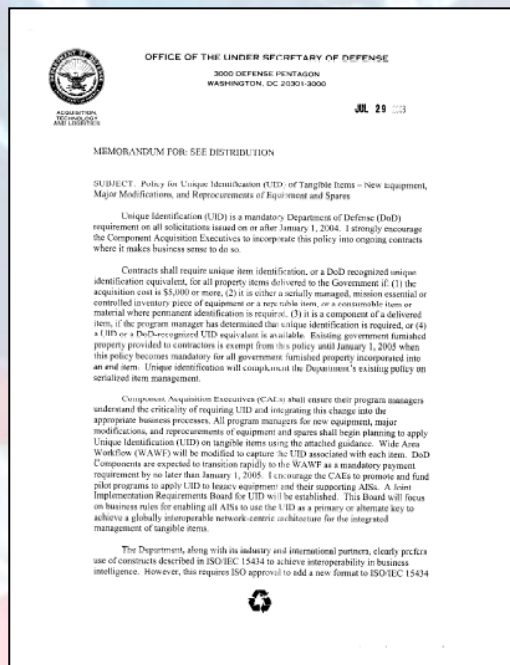 OFFICE OF THE UNDER SECRETARY OF DEFENSE
3000 DEFENSE PENTAGON
WASHINGTON, DC 20301-3000
ACQUISITION,
TECHNOLOGY
AND LOGISTICS
JUL 29
MEMORANDUM FOR: SEE DISTRIBUTION
SUBJECT: Policy for Unique Identification (UID) of Tangible Items – New Equipment,
Major Modifications, and Reprocurements of Equipment and Spares
Unique Identification (UID) is a mandatory Department of Defense (DoD)
requirement on all solicitations issued on or after January 1, 2004. I strongly encourage
the Component Acquisition Executives to incorporate this policy into ongoing contracts
where it makes business sense to do so.
Contracts shall require unique item identification, or a DoD recognized unique
identification equivalent, for all property items delivered to the Government if: (1) the
acquisition cost is $5,000 or more, (2) it is either a serially managed, mission essential or
controlled inventory piece of equipment or a repairable item, or a consumable item or
material where permanent identification is required, (3) it is a component of a delivered
item, if the program manager has determined that unique identification is required, or (4)
a UID or a DoD-recognized UID equivalent is available. Existing government furnished
property provided to contractors is exempt from this policy until January 1, 2005 when
this policy becomes mandatory for all government furnished property incorporated into
an end item. Unique identification will complement the Department's existing policy on
serialized item management.
Component Acquisition Executives (CAEs) shall ensure their program managers
understand the criticality of requiring UID and integrating this change into the
appropriate business processes. All program managers for new equipment, major
modifications, and reprocurements of equipment and spares shall begin planning to apply
Unique Identification (UID) on tangible items using the attached guidance. Wide Area
Workflow (WAWF) will be modified to capture the UID associated with each item. DoD
Components are expected to transition rapidly to the WAWF as a mandatory payment
requirement by no later than January 1, 2005. I encourage the CAEs to promote and fund
pilot programs to apply UID to legacy equipment and their supporting AISs. A Joint
Implementation Requirements Board for UID will be established. This Board will focus
on business rules for enabling all AISs to use the UID as a primary or alternate key to
achieve a globally interoperable network-centric architecture for the integrated
management of tangible items.
The Department, along with its industry and international partners, clearly prefers
use of constructs described in ISO/IEC 15434 to achieve interoperability in business
intelligence. However, this requires ISO approval to add a new format to ISO/IEC 15434